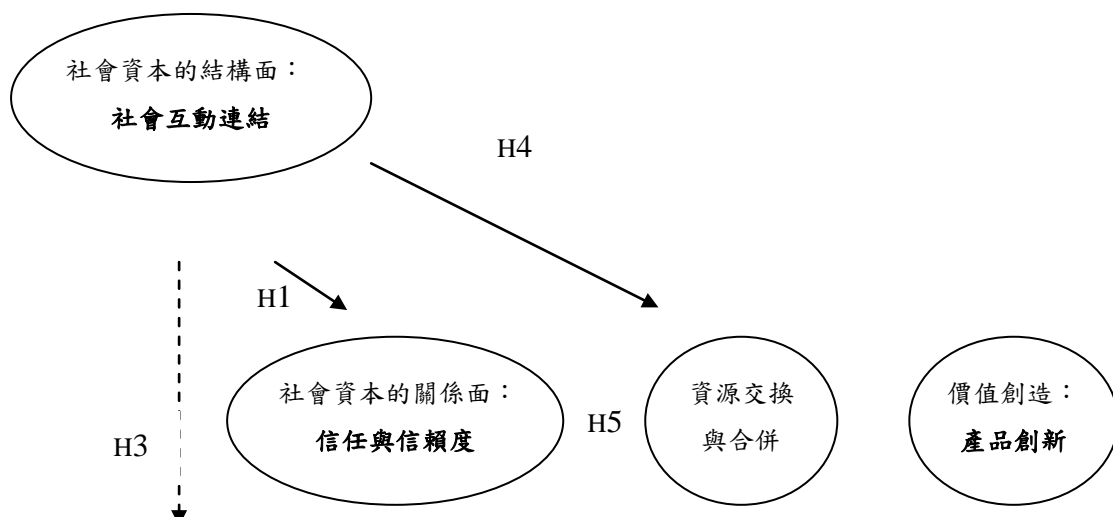 社會資本的結構面：
社會互動連結
H4
H1
社會資本的關係面：
信任與信賴度
H5
資源交換
與合併
價值創造：
產品創新
H3